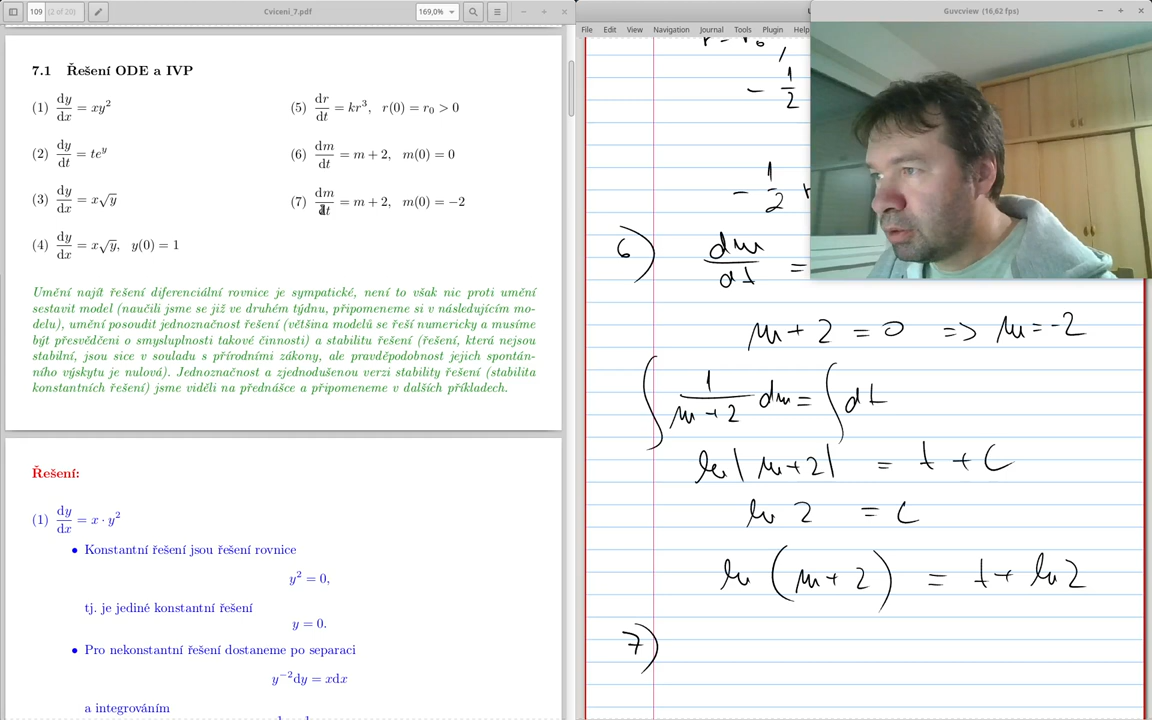 109 (2 of 20) Cviceni_7.pdf 169,0%
7.1 Řešení ODE a IVP
(1) dy/dx = xy²
(2) dy/dt = te^y
(3) dy/dx = x√y
(4) dy/dx = x√y, y(0) = 1
(5) dr/dt = kr³, r(0) = r₀ > 0
(6) dm/dt = m + 2, m(0) = 0
(7) dm/dt = m + 2, m(0) = −2
Umění najít řešení diferenciální rovnice je sympatické, není to však nic proti umění
sestavit model (naučili jsme se již ve druhém týdnu, připomeneme si v následujícím mo-
delu), umění posoudit jednoznačnost řešení (většina modelů se řeší numericky a musíme
být přesvědčeni o smysluplnosti takové činnosti) a stabilitu řešení (řešení, která nejsou
stabilní, jsou sice v souladu s přírodními zákony, ale pravděpodobnost jejich spontán-
ního výskytu je nulová). Jednoznačnost a zjednodušenou verzi stability řešení (stabilita
konstantních řešení) jsme viděli na přednášce a připomeneme v dalších příkladech.
Řešení:
(1) dy/dx = x · y²
• Konstantní řešení jsou řešení rovnice
y² = 0,
tj. je jediné konstantní řešení
y = 0.
• Pro nekonstantní řešení dostaneme po separaci
y⁻²dy = xdx
a integrováním
File Edit View Navigation Journal Tools Plugin Help
Guvcview (16,62 fps)
− 1/2
− 1/2
6) dm/dt =
m + 2 = 0 => m = -2
∫ 1/(m+2) dm = ∫ dt
ln|m+2| = t + C
ln 2 = C
ln (m+2) = t + ln 2
7)